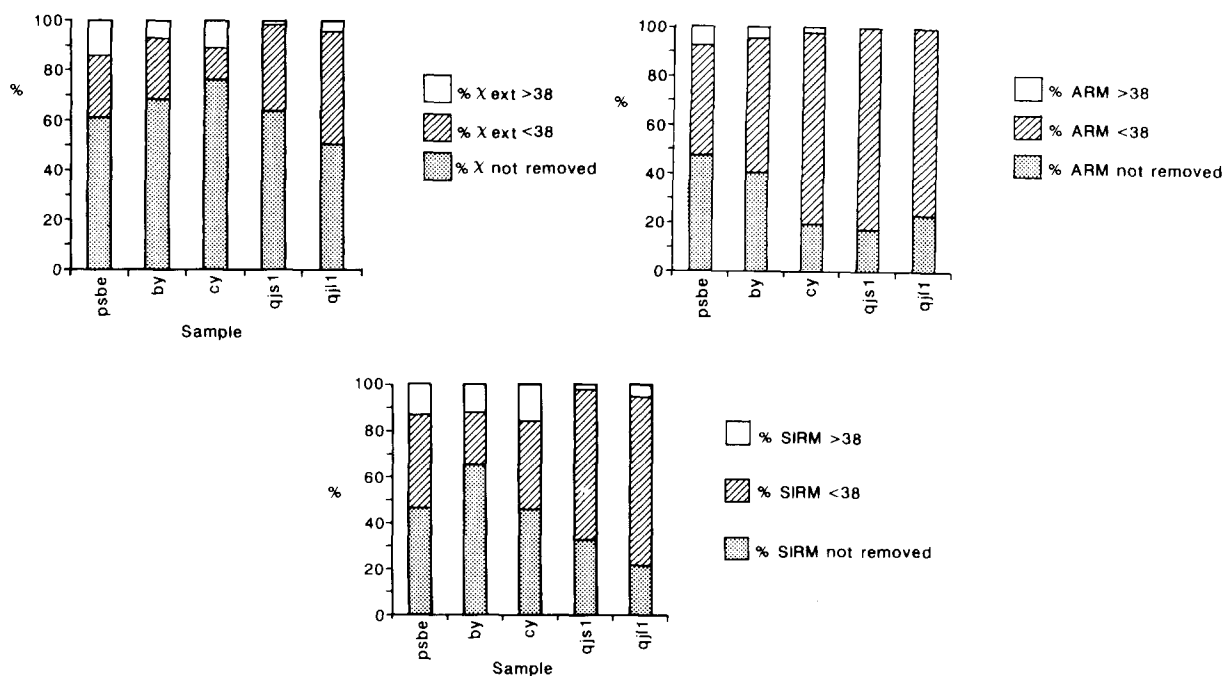 100
80
60
40
20
0
%
psbe
by
cy
qjs1
qjl1
Sample
% χ ext >38
% χ ext <38
% χ not removed
100
80
60
40
20
0
%
psbe
by
cy
qjs1
qjl1
% ARM >38
% ARM <38
% ARM not removed
100
80
60
40
20
0
%
psbe
by
cy
qjs1
qjl1
Sample
% SIRM >38
% SIRM <38
% SIRM not removed